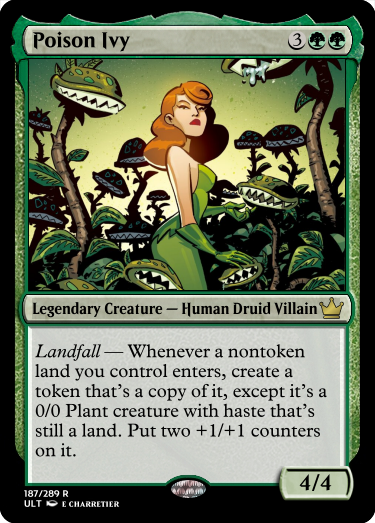 Poison Ivy 3
Legendary Creature — Human Druid Villain
Landfall — Whenever a nontoken
land you control enters, create a
token that's a copy of it, except it's a
0/0 Plant creature with haste that's
still a land. Put two +1/+1 counters
on it.
4/4
187/289 R
ULT E CHARRETIER